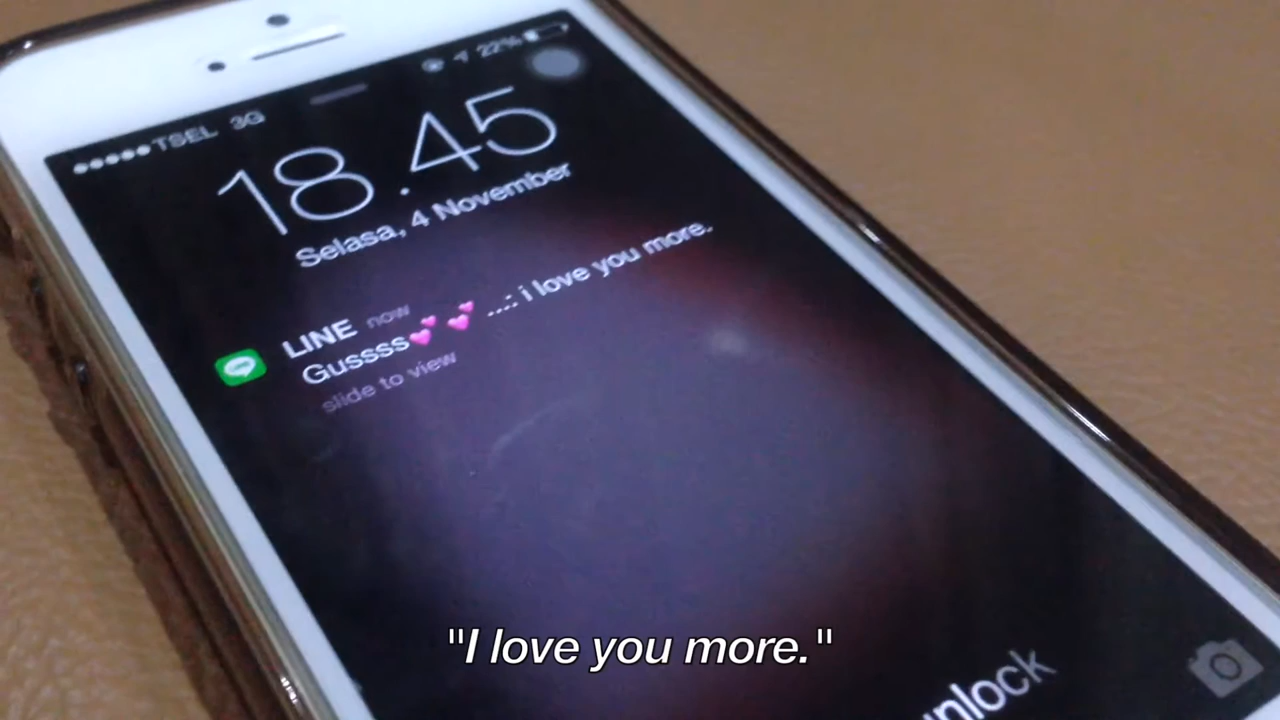 TSEL 3G 22%
18.45
Selasa, 4 November
LINE now
Gussss💕 💕 ...: i love you more.
slide to view
unlock
"I love you more."